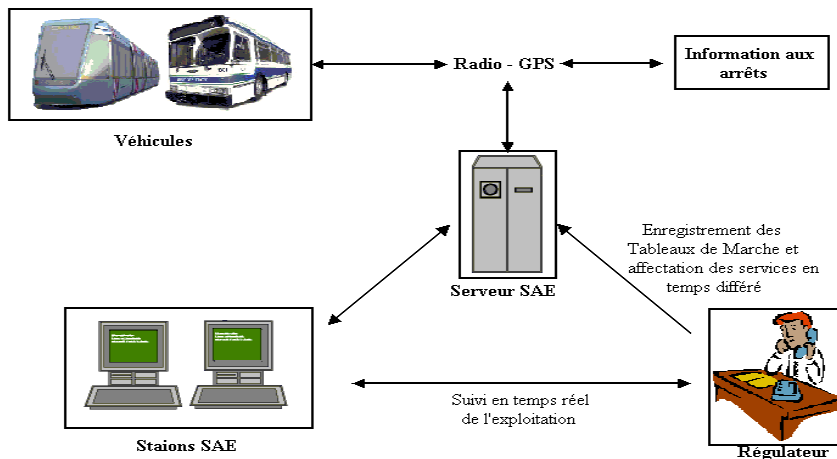 Radio - GPS
Information aux
arrêts
Véhicules
Enregistrement des
Tableaux de Marche et
affectation des services en
temps différé
Serveur SAE
Suivi en temps réel
de l'exploitation
Staions SAE
Régulateur